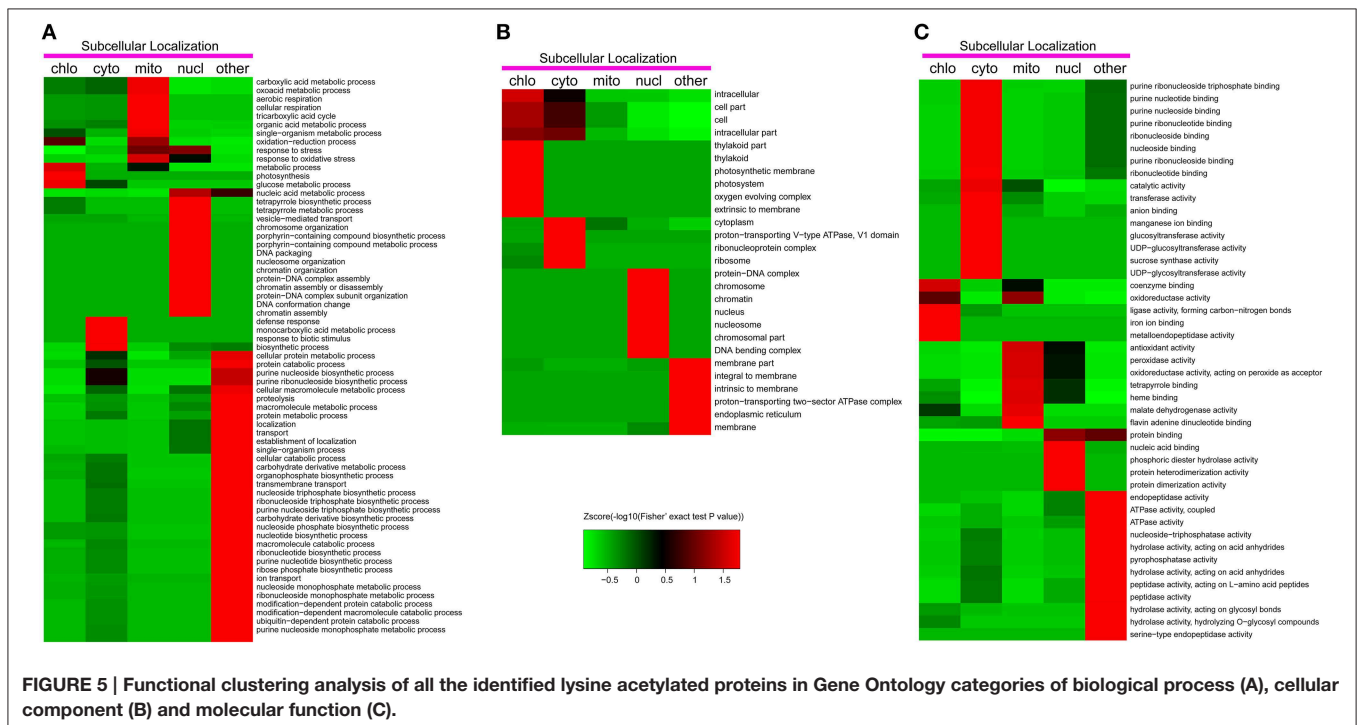 A
Subcellular Localization
chlo cyto mito nucl other
carboxylic acid metabolic process
oxoacid metabolic process
aerobic respiration
cellular respiration
tricarboxylic acid cycle
organic acid metabolic process
single-organism metabolic process
oxidation-reduction process
response to stress
response to oxidative stress
metabolic process
photosynthesis
glucose metabolic process
nucleic acid metabolic process
tetrapyrrole biosynthetic process
tetrapyrrole metabolic process
vesicle-mediated transport
chromosome organization
porphyrin-containing compound biosynthetic process
porphyrin-containing compound metabolic process
DNA packaging
nucleosome organization
chromatin organization
protein-DNA complex assembly
chromatin assembly or disassembly
protein-DNA complex subunit organization
DNA conformation change
chromatin assembly
defense response
monocarboxylic acid metabolic process
response to biotic stimulus
biosynthetic process
cellular protein metabolic process
protein catabolic process
purine nucleoside biosynthetic process
purine ribonucleoside biosynthetic process
cellular macromolecule metabolic process
proteolysis
macromolecule metabolic process
protein metabolic process
localization
transport
establishment of localization
single-organism process
cellular catabolic process
carbohydrate derivative metabolic process
organophosphate biosynthetic process
transmembrane transport
nucleoside triphosphate biosynthetic process
ribonucleoside triphosphate biosynthetic process
purine nucleoside triphosphate biosynthetic process
carbohydrate derivative biosynthetic process
nucleoside phosphate biosynthetic process
nucleotide biosynthetic process
macromolecule catabolic process
ribonucleotide biosynthetic process
purine nucleotide biosynthetic process
ribose phosphate biosynthetic process
ion transport
nucleoside monophosphate metabolic process
ribonucleoside monophosphate metabolic process
modification-dependent protein catabolic process
modification-dependent macromolecule catabolic process
ubiquitin-dependent protein catabolic process
purine nucleoside monophosphate metabolic process
B
Subcellular Localization
chlo cyto mito nucl other
intracellular
cell part
cell
intracellular part
thylakoid part
thylakoid
photosynthetic membrane
photosystem
oxygen evolving complex
extrinsic to membrane
cytoplasm
proton-transporting V-type ATPase, V1 domain
ribonucleoprotein complex
ribosome
protein-DNA complex
chromosome
chromatin
nucleus
nucleosome
chromosomal part
DNA bending complex
membrane part
integral to membrane
intrinsic to membrane
proton-transporting two-sector ATPase complex
endoplasmic reticulum
membrane
Zscore(-log10(Fisher' exact test P value))
-0.5 0 0.5 1 1.5
C
Subcellular Localization
chlo cyto mito nucl other
purine ribonucleoside triphosphate binding
purine nucleotide binding
purine nucleoside binding
purine ribonucleotide binding
ribonucleoside binding
nucleoside binding
purine ribonucleoside binding
ribonucleotide binding
catalytic activity
transferase activity
anion binding
manganese ion binding
glucosyltransferase activity
UDP-glucosyltransferase activity
sucrose synthase activity
UDP-glycosyltransferase activity
coenzyme binding
oxidoreductase activity
ligase activity, forming carbon-nitrogen bonds
iron ion binding
metalloendopeptidase activity
antioxidant activity
peroxidase activity
oxidoreductase activity, acting on peroxide as acceptor
tetrapyrrole binding
heme binding
malate dehydrogenase activity
flavin adenine dinucleotide binding
protein binding
nucleic acid binding
phosphoric diester hydrolase activity
protein heterodimerization activity
protein dimerization activity
endopeptidase activity
ATPase activity, coupled
ATPase activity
nucleoside-triphosphatase activity
hydrolase activity, acting on acid anhydrides
pyrophosphatase activity
hydrolase activity, acting on acid anhydrides
peptidase activity, acting on L-amino acid peptides
peptidase activity
hydrolase activity, acting on glycosyl bonds
hydrolase activity, hydrolyzing O-glycosyl compounds
serine-type endopeptidase activity
FIGURE 5 | Functional clustering analysis of all the identified lysine acetylated proteins in Gene Ontology categories of biological process (A), cellular
component (B) and molecular function (C).